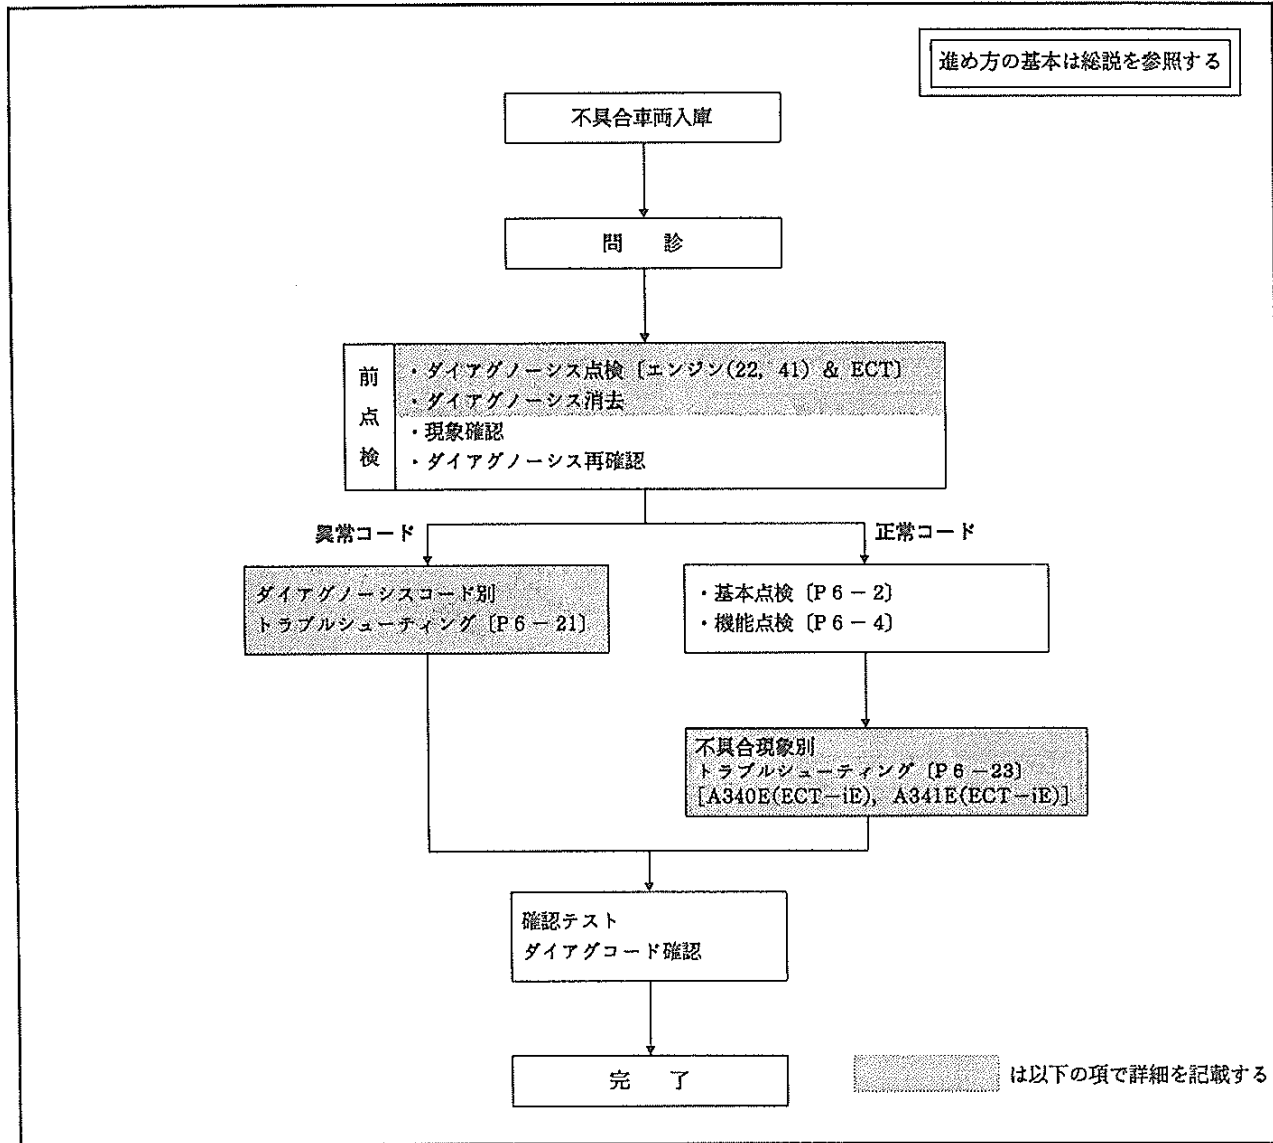 進め方の基本は総説を参照する
不具合車両入庫
問 診
前点検
・ダイアグノーシス点検〔エンジン(22, 41) & ECT〕
・ダイアグノーシス消去
・現象確認
・ダイアグノーシス再確認
異常コード
正常コード
ダイアグノーシスコード別
トラブルシューティング〔P6-21〕
・基本点検〔P6-2〕
・機能点検〔P6-4〕
不具合現象別
トラブルシューティング〔P6-23〕
[A340E(ECT-iE), A341E(ECT-iE)]
確認テスト
ダイアグコード確認
完 了
は以下の項で詳細を記載する